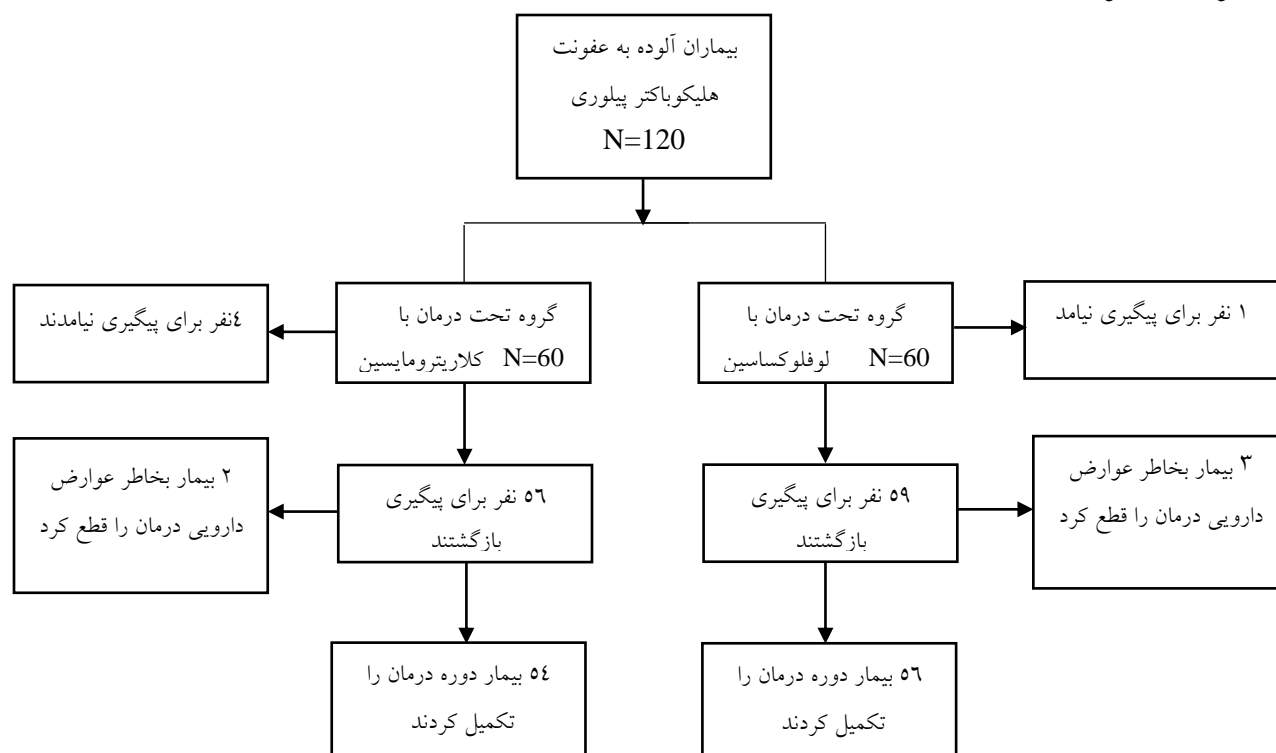 بیماران آلوده به عفونت
هلیکوباکتر پیلوری
N=120
گروه تحت درمان با
لوفلوکساسین N=60
۱ نفر برای پیگیری نیامد
گروه تحت درمان با
کلاریترومایسین N=60
٤نفر برای پیگیری نیامدند
٥۹ نفر برای پیگیری
بازگشتند
۳ بیمار بخاطر عوارض
دارویی درمان را قطع کرد
٥٦ نفر برای پیگیری
بازگشتند
۲ بیمار بخاطر عوارض
دارویی درمان را قطع کرد
٥٦ بیمار دوره درمان را
تکمیل کردند
٥٤ بیمار دوره درمان را
تکمیل کردند